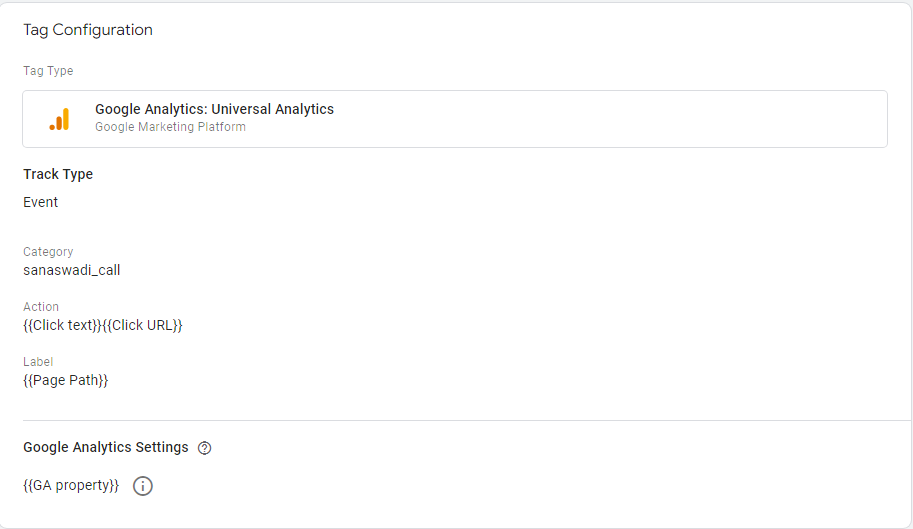 Tag Configuration
Tag Type
Google Analytics: Universal Analytics
Google Marketing Platform
Track Type
Event
Category
sanaswadi_call
Action
{{Click text}}{{Click URL}}
Label
{{Page Path}}
Google Analytics Settings
{{GA property}}